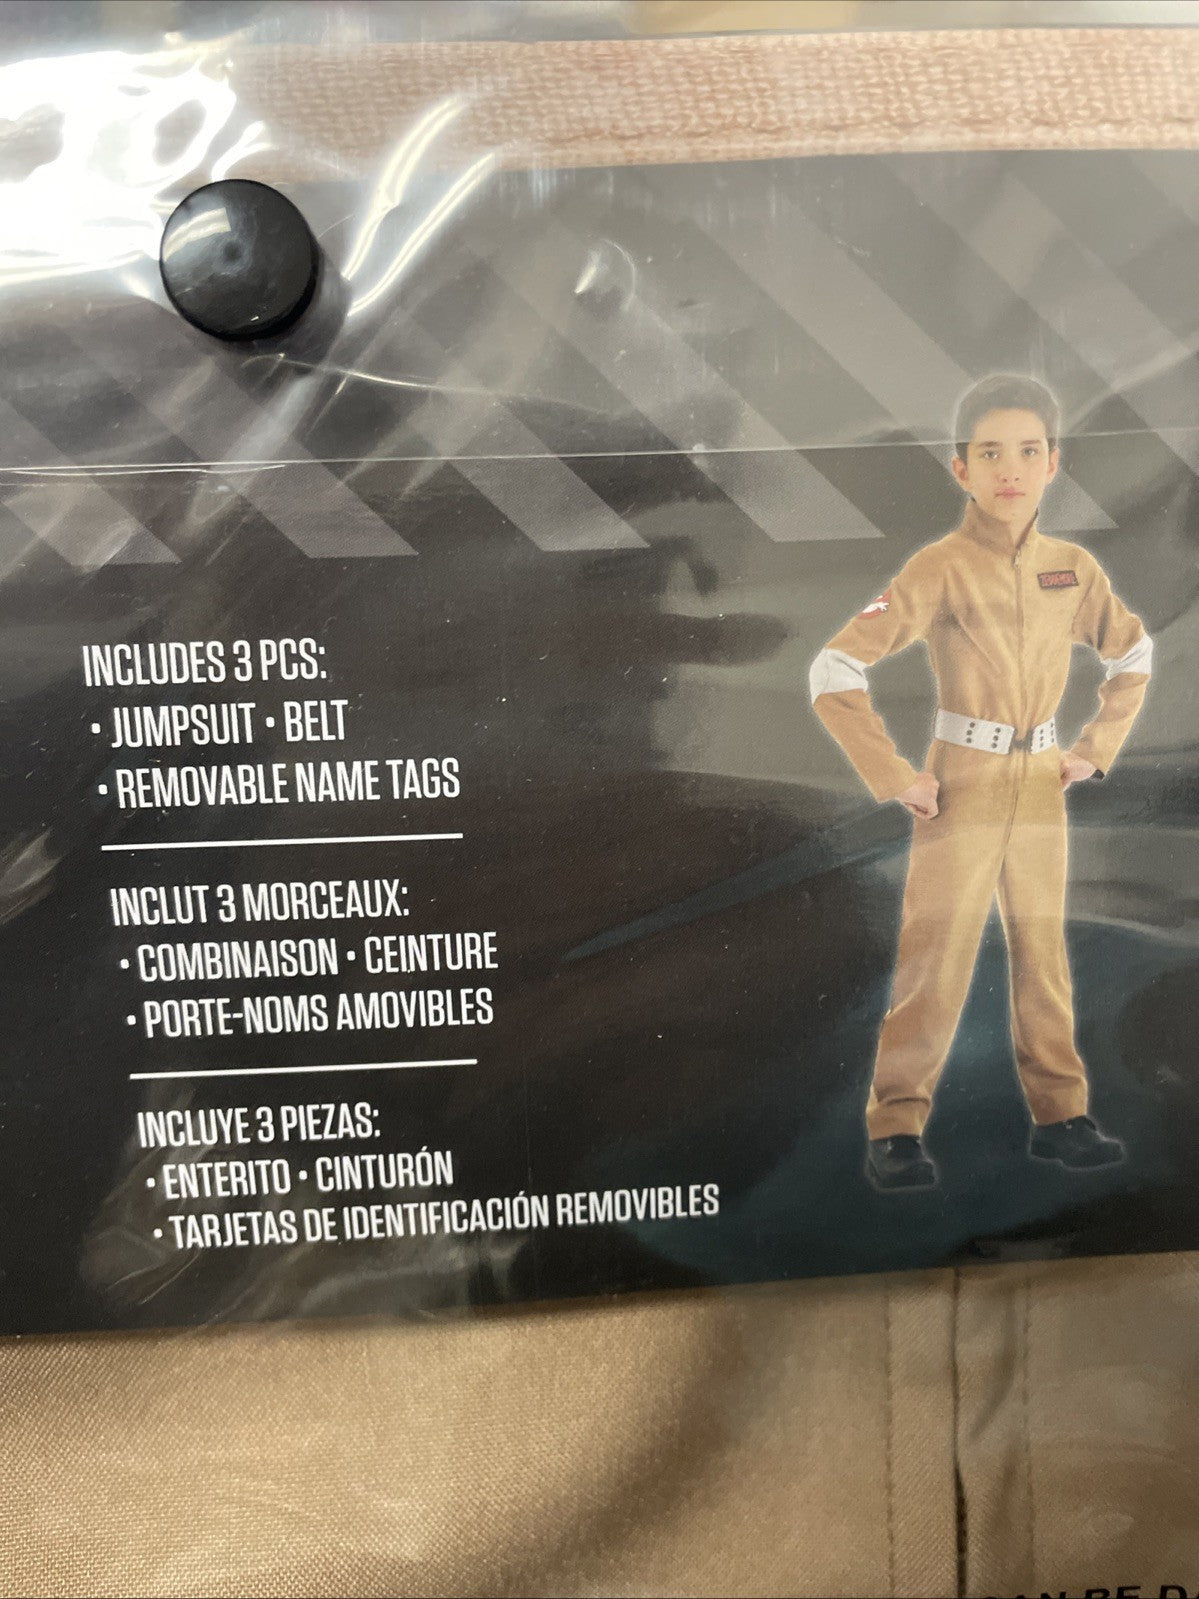 INCLUDES 3 PCS:
• JUMPSUIT • BELT
• REMOVABLE NAME TAGS
INCLUT 3 MORCEAUX:
• COMBINAISON • CEINTURE
• PORTE-NOMS AMOVIBLES
INCLUYE 3 PIEZAS:
• ENTERITO • CINTURÓN
• TARJETAS DE IDENTIFICACIÓN REMOVIBLES
BE